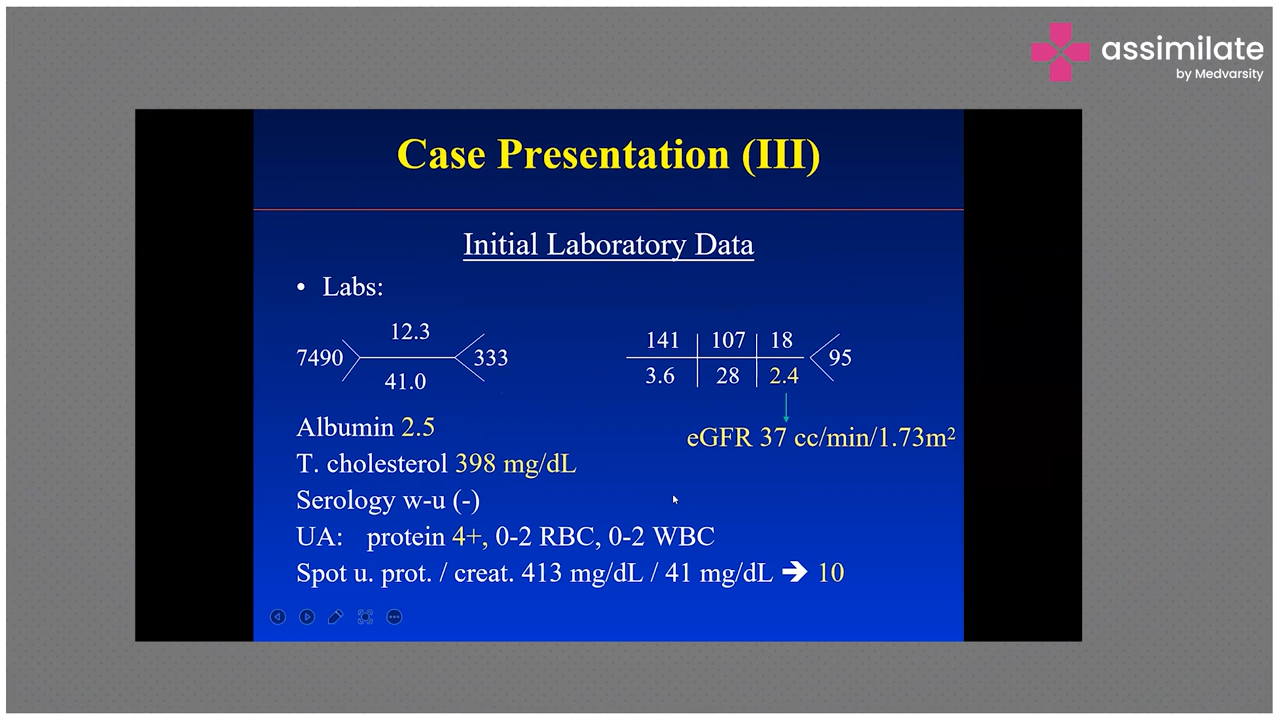 assimilate
by Medvarsity
Case Presentation (III)
Initial Laboratory Data
• Labs:
12.3
7490 333
41.0
141 107 18
95
3.6 28 2.4
Albumin 2.5
eGFR 37 cc/min/1.73m²
T. cholesterol 398 mg/dL
Serology w-u (-)
UA: protein 4+, 0-2 RBC, 0-2 WBC
Spot u. prot. / creat. 413 mg/dL / 41 mg/dL ➔ 10